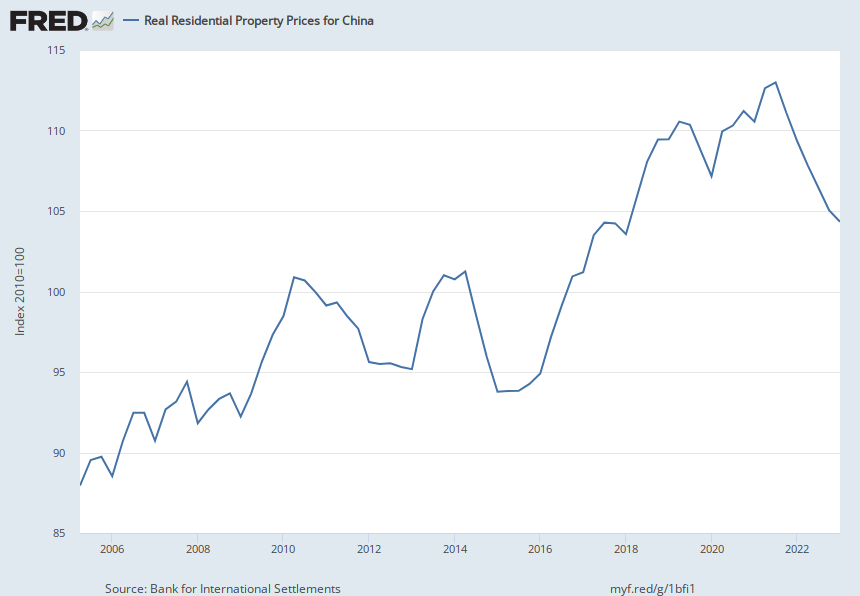 FRED
Real Residential Property Prices for China
Index 2010=100
115
110
105
100
95
90
85
2006 2008 2010 2012 2014 2016 2018 2020 2022
Source: Bank for International Settlements
myf.red/g/1bfi1